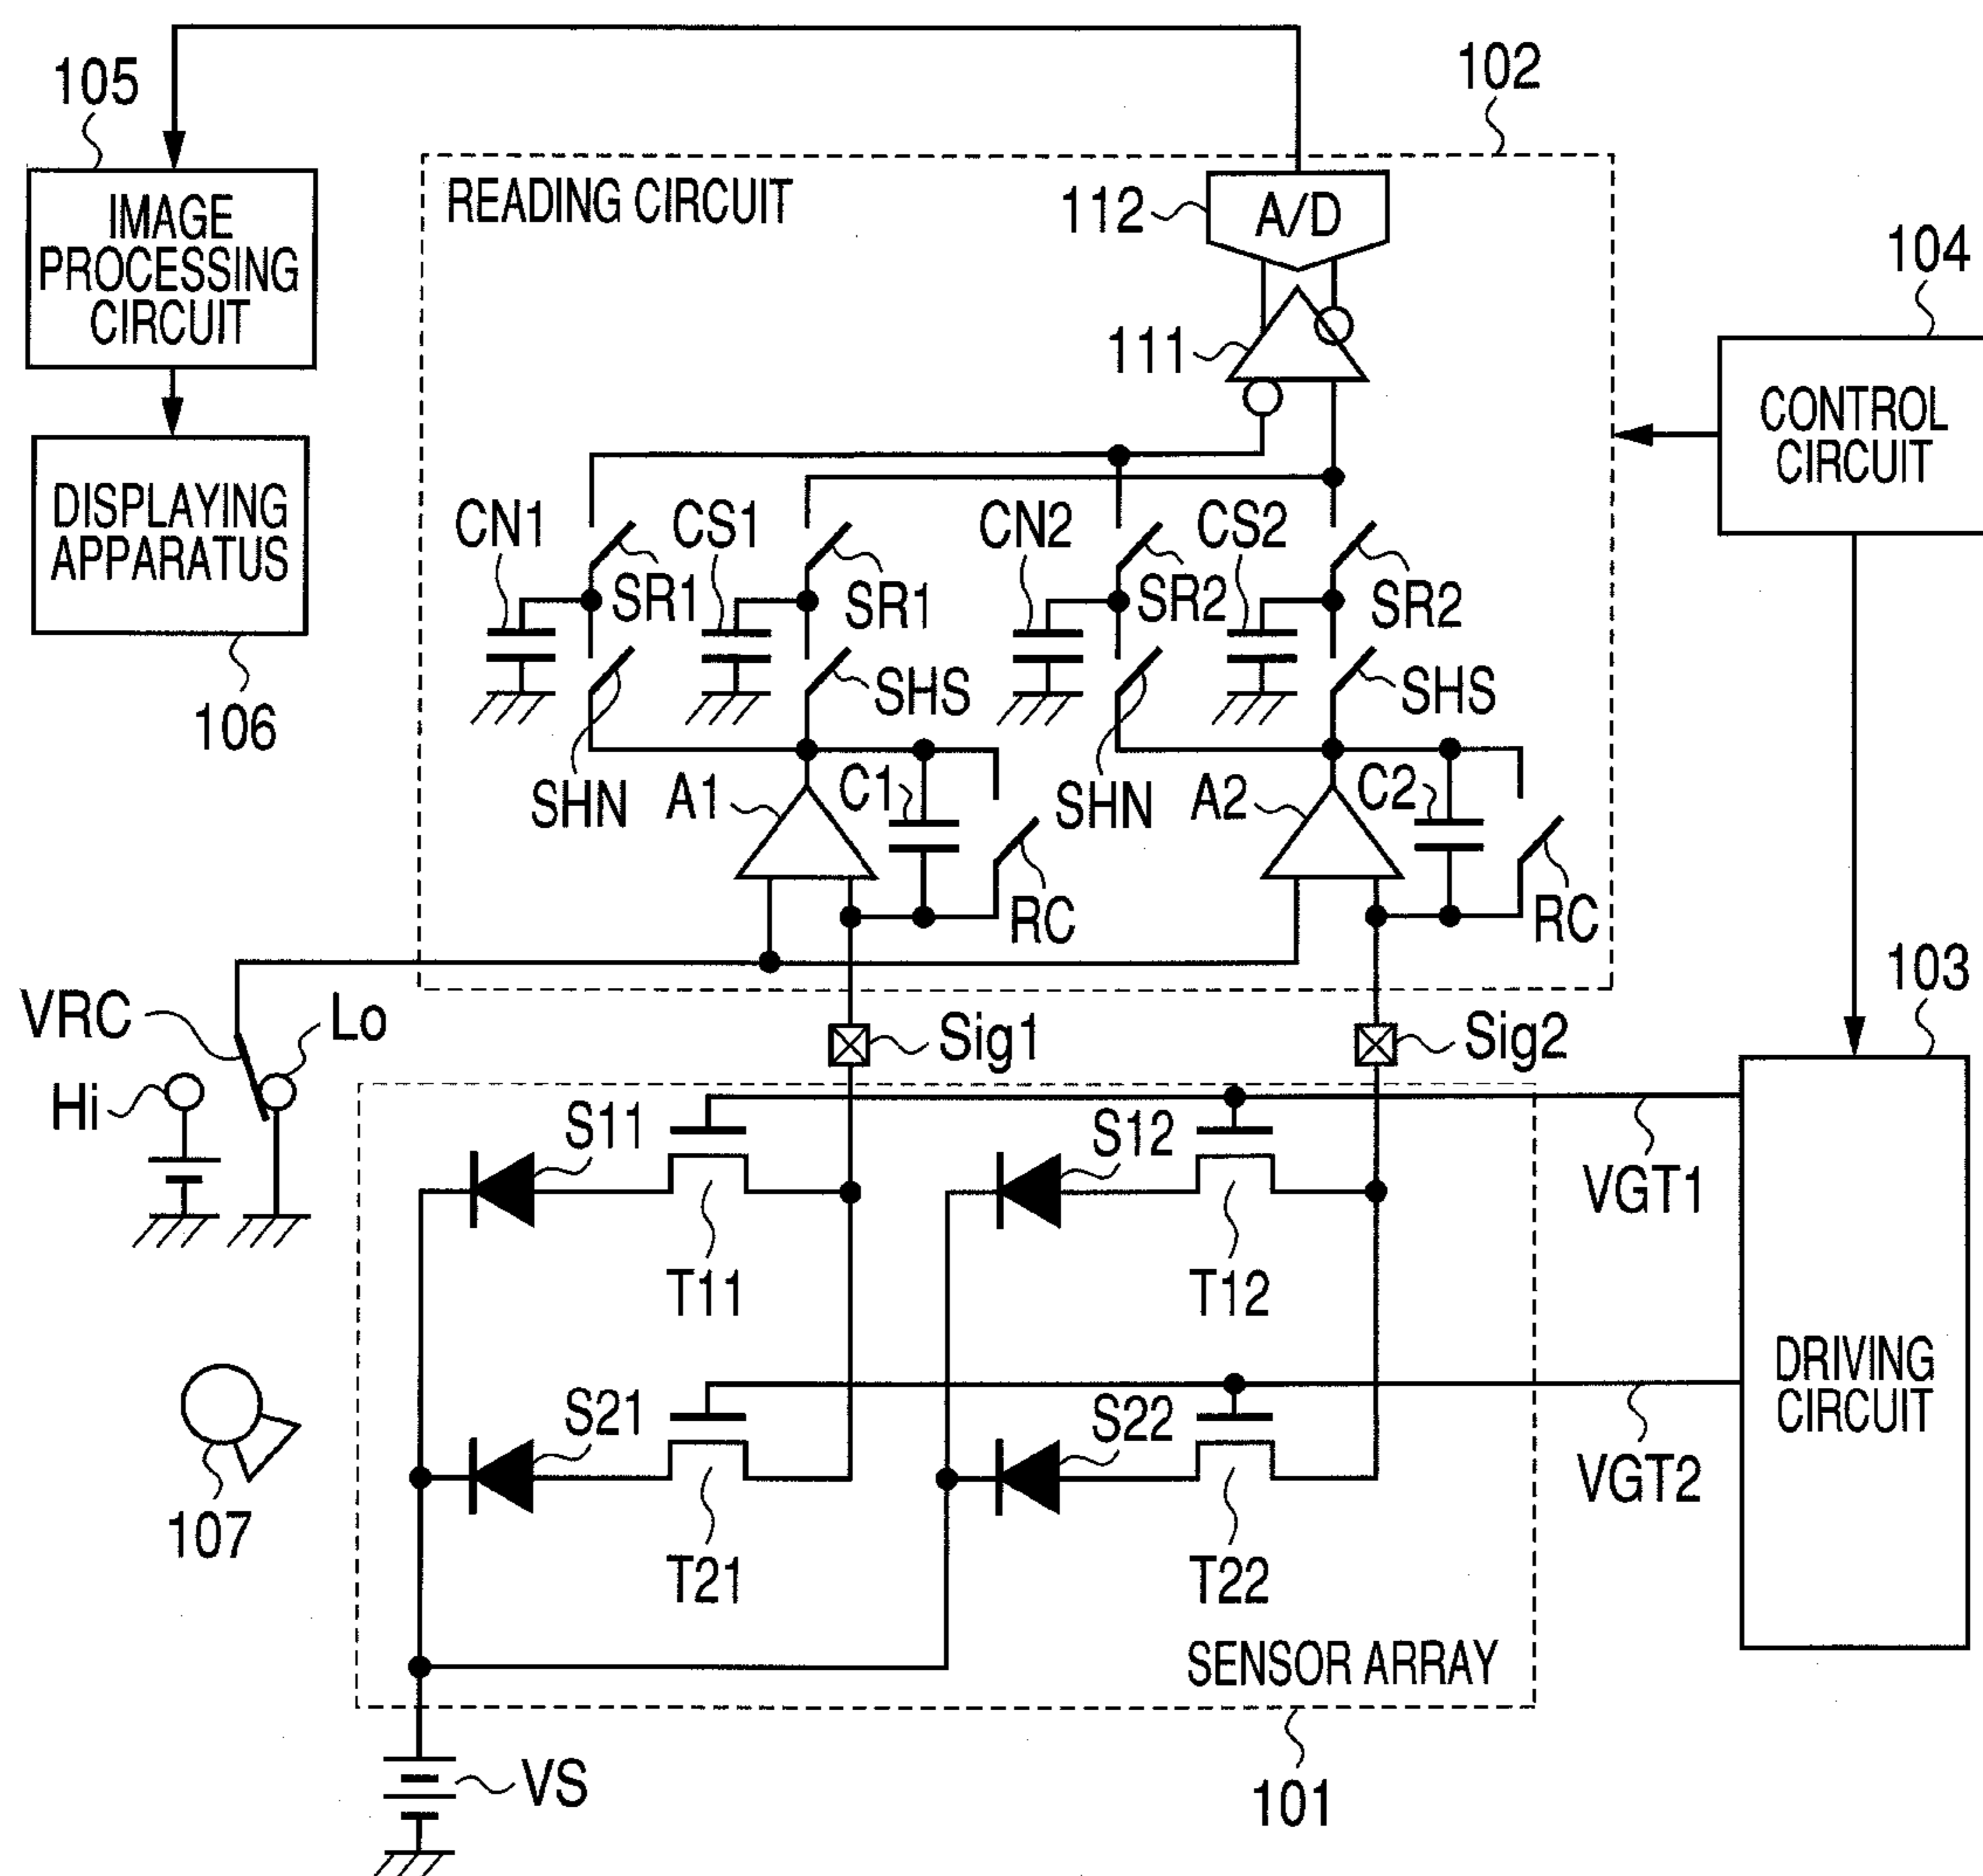 105
102
READING CIRCUIT
112
A/D
IMAGE
PROCESSING
CIRCUIT
104
111
CONTROL
CIRCUIT
DISPLAYING
APPARATUS
CN1
CS1
CN2
CS2
SR1
SR1
SR2
SR2
SHS
SHS
106
SHN
A1
C1
SHN
A2
C2
RC
RC
103
VRC
Lo
Sig1
Sig2
Hi
S11
S12
VGT1
T11
T12
DRIVING
CIRCUIT
S21
S22
VGT2
107
T21
T22
SENSOR ARRAY
VS
101